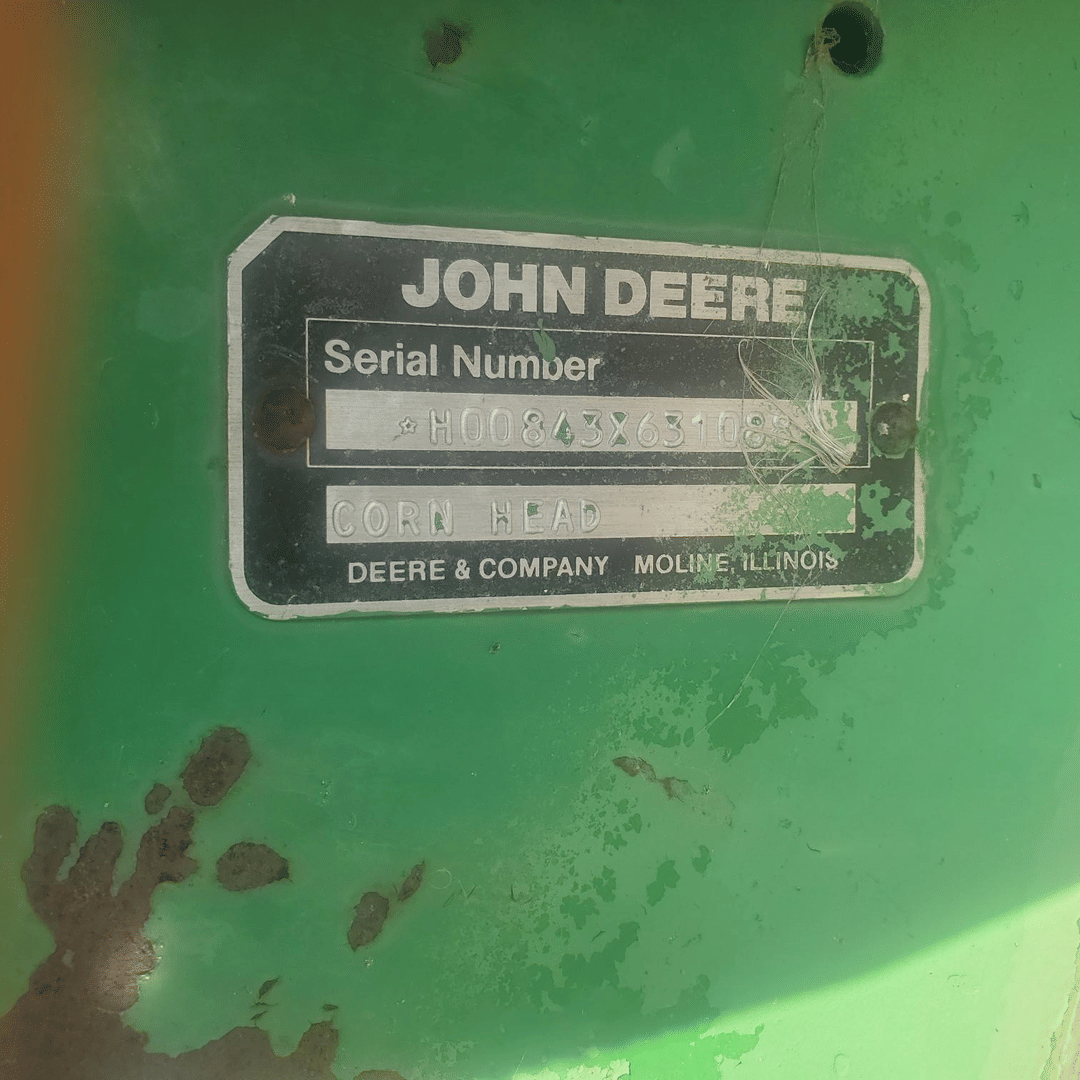 JOHN DEERE
Serial Number
CORN HEAD
DEERE & COMPANY MOLINE, ILLINOIS